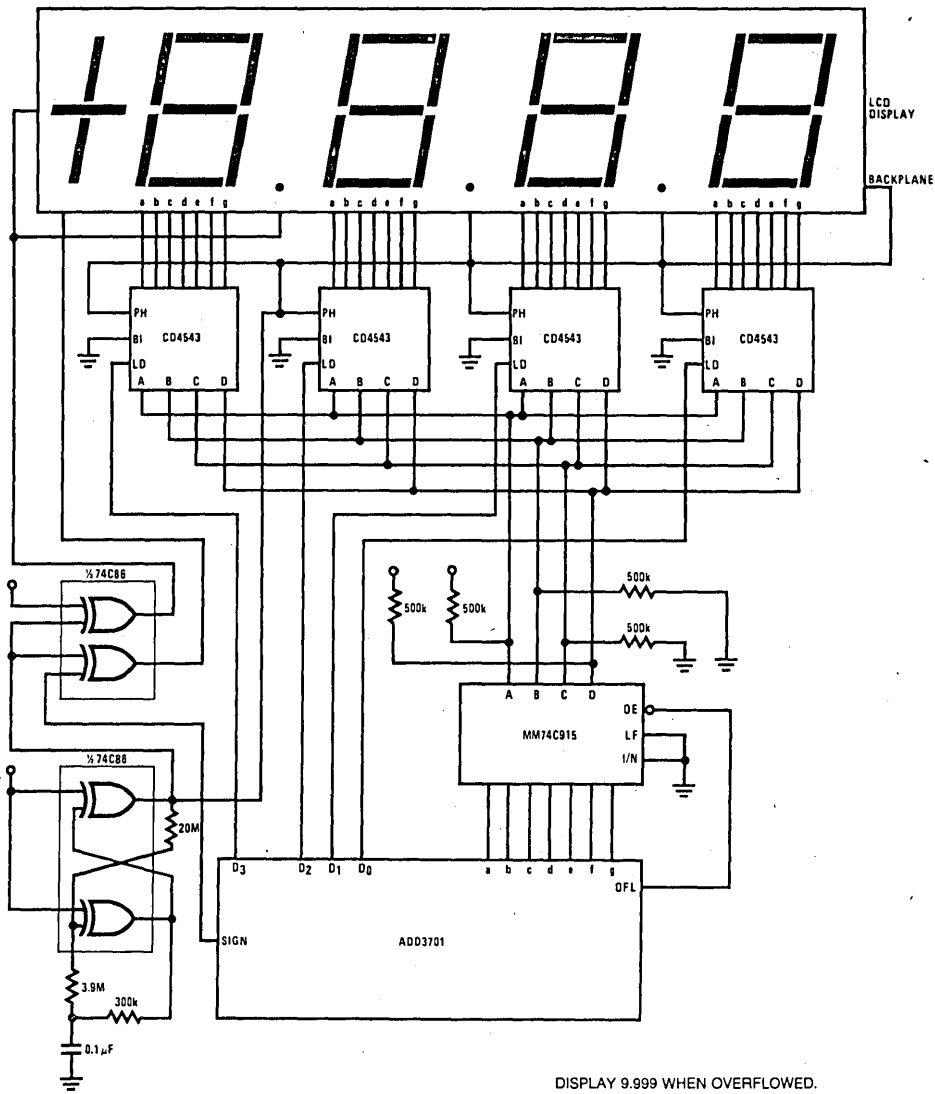 LCD
DISPLAY
BACKPLANE
a b c d e f g
a b c d e f g
a b c d e f g
a b c d e f g
PH
BI
LD
CD4543
A B C D
PH
BI
LD
CD4543
A B C D
PH
BI
LD
CD4543
A B C D
PH
BI
LD
CD4543
A B C D
½ 74C86
500k
500k
500k
500k
A B C D
OE
LF
I/N
MM74C915
½ 74C86
20M
D3 D2 D1 D0
a b c d e f g
OFL
SIGN
ADD3701
3.9M
300k
0.1 µF
DISPLAY 9.999 WHEN OVERFLOWED.